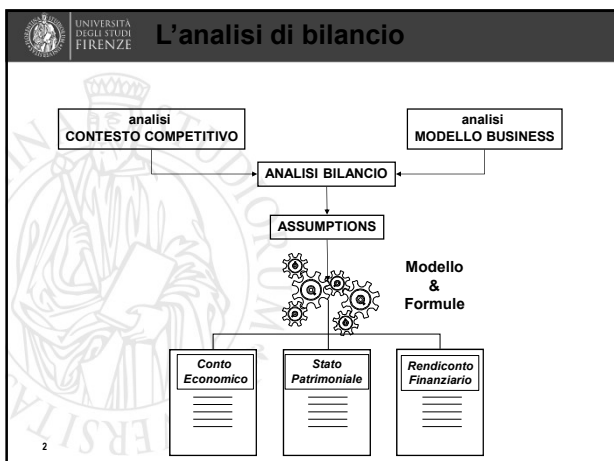 UNIVERSITÀ
DEGLI STUDI
FIRENZE
L'analisi di bilancio
analisi
CONTESTO COMPETITIVO
analisi
MODELLO BUSINESS
ANALISI BILANCIO
ASSUMPTIONS
Modello
&
Formule
Conto
Economico
Stato
Patrimoniale
Rendiconto
Finanziario
2